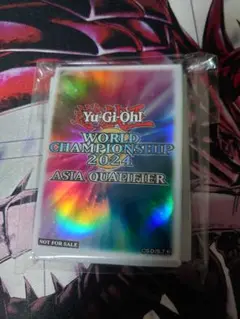 Yu-Gi-Oh!
WORLD
CHAMPIONSHIP
2024
ASIA QUALIFIER
NOT FOR SALE